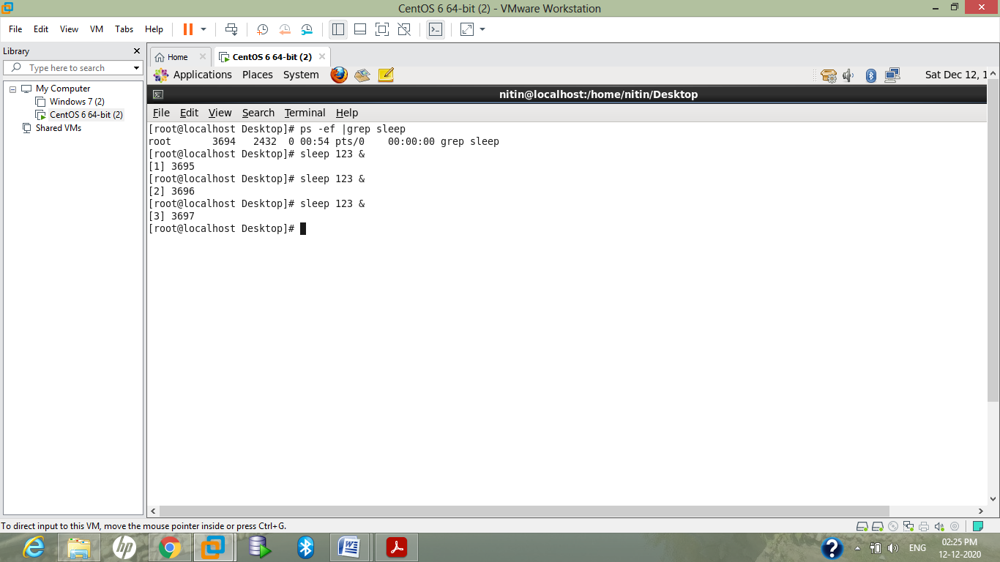 CentOS 6 64-bit (2) - VMware Workstation
File Edit View VM Tabs Help
Library
Type here to search
My Computer
Windows 7 (2)
CentOS 6 64-bit (2)
Shared VMs
Home
CentOS 6 64-bit (2)
Applications Places System
Sat Dec 12, 1
nitin@localhost:/home/nitin/Desktop
File Edit View Search Terminal Help
[root@localhost Desktop]# ps -ef |grep sleep
root       3694   2432  0 00:54 pts/0    00:00:00 grep sleep
[root@localhost Desktop]# sleep 123 &
[1] 3695
[root@localhost Desktop]# sleep 123 &
[2] 3696
[root@localhost Desktop]# sleep 123 &
[3] 3697
[root@localhost Desktop]#
To direct input to this VM, move the mouse pointer inside or press Ctrl+G.
hp
ENG
02:25 PM
12-12-2020